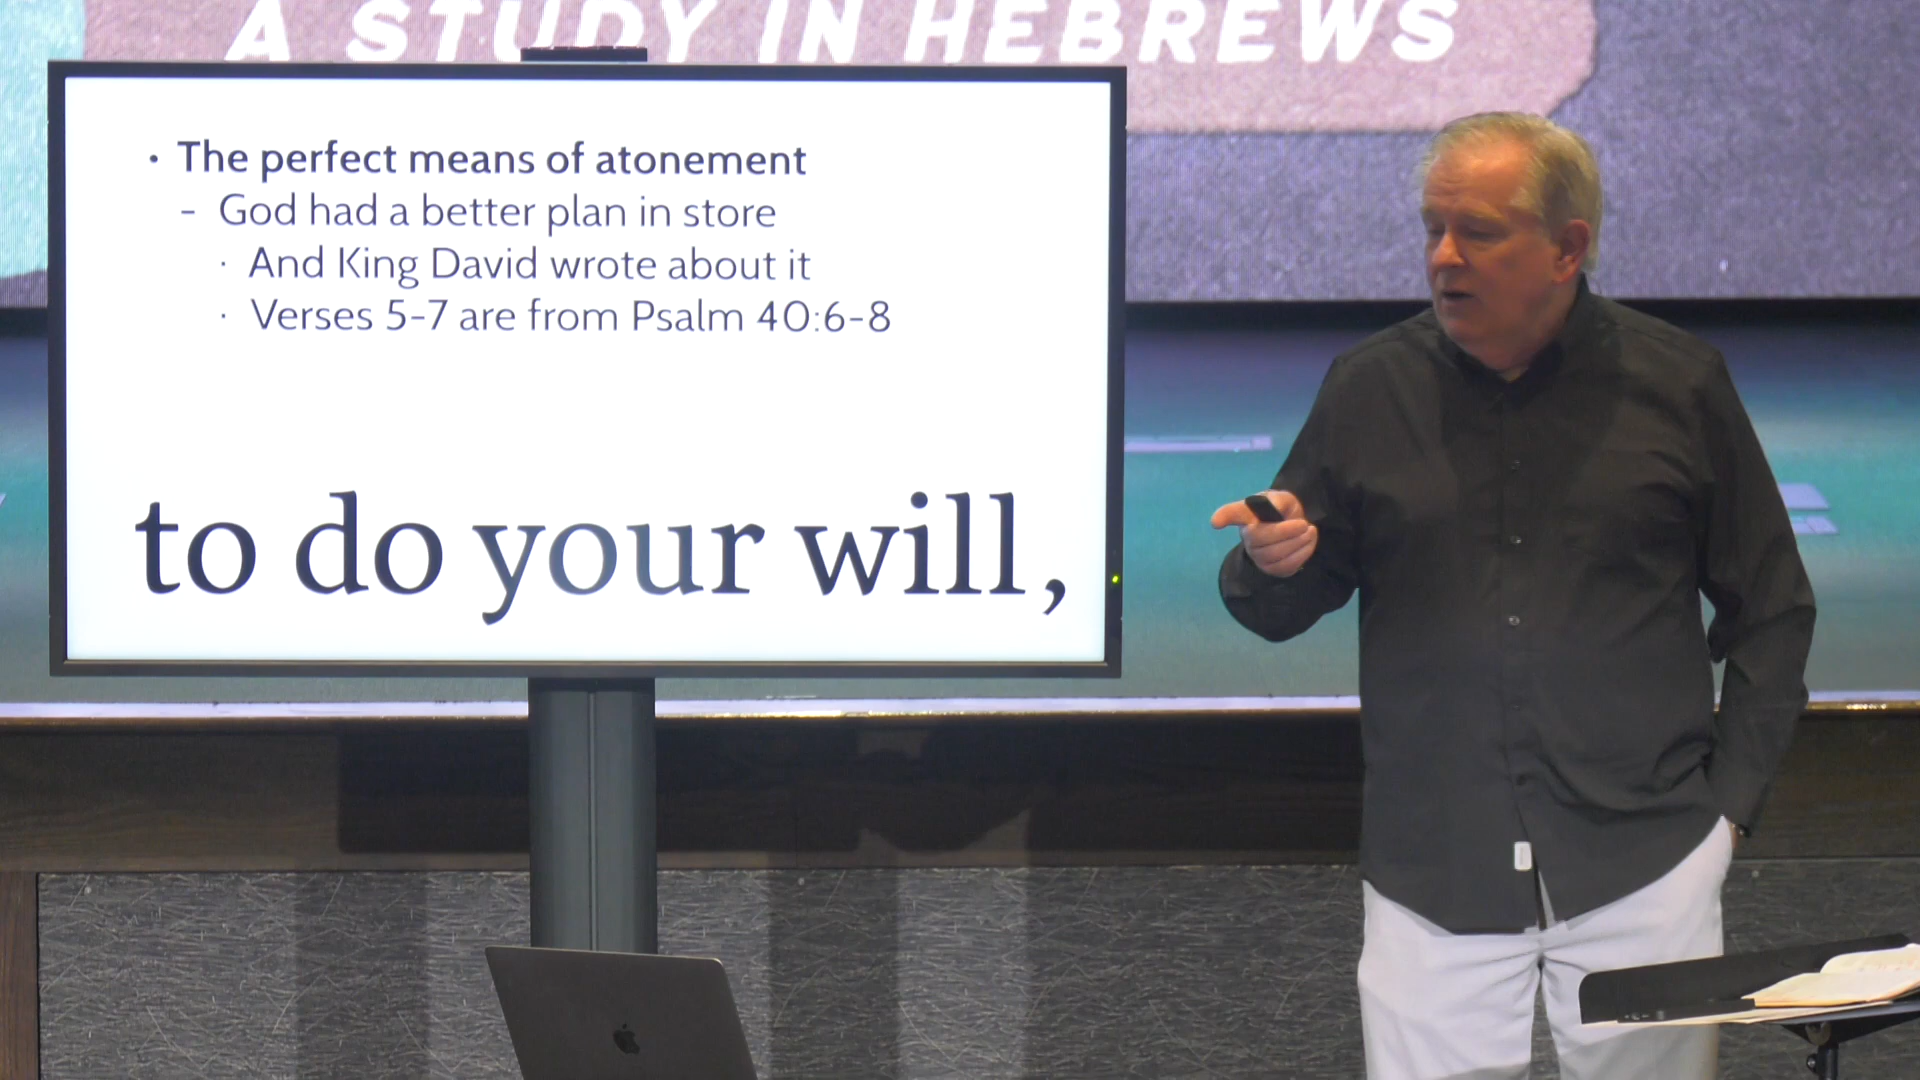 A STUDY IN HEBREWS
• The perfect means of atonement
– God had a better plan in store
· And King David wrote about it
· Verses 5-7 are from Psalm 40:6-8
to do your will,